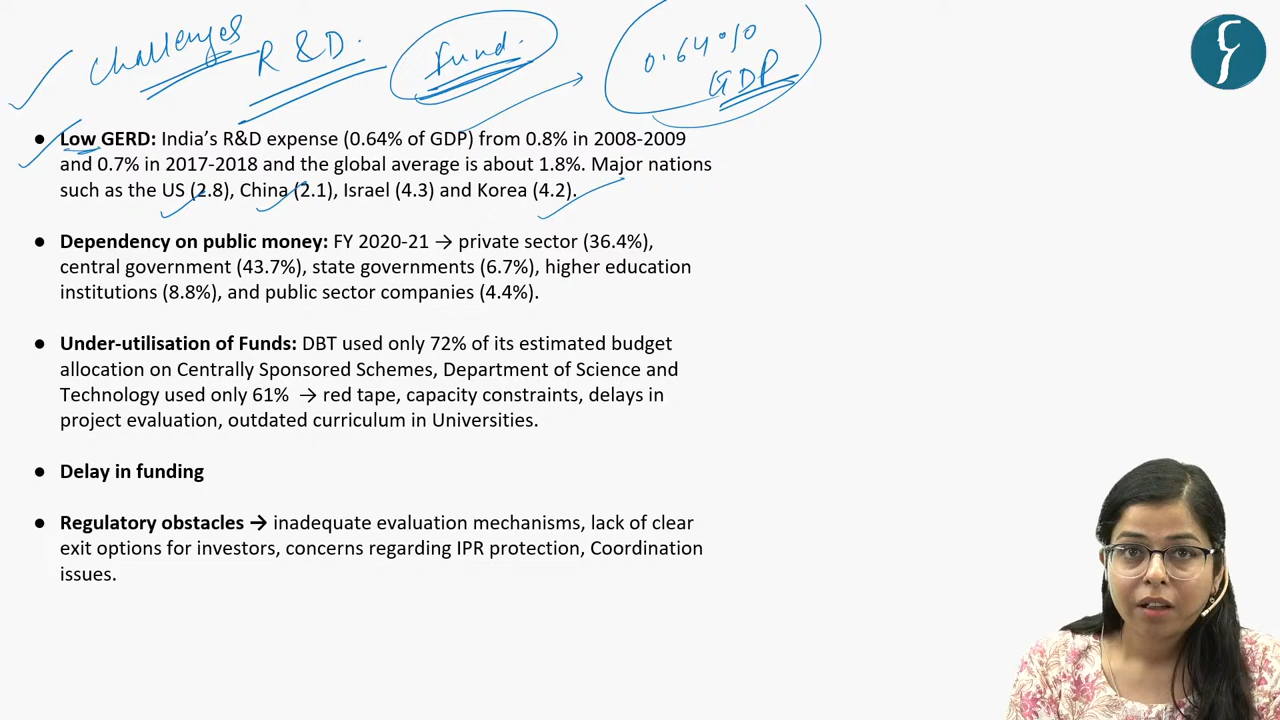 Challenges R & D. Fund. 0.64% GDP
● Low GERD: India's R&D expense (0.64% of GDP) from 0.8% in 2008-2009
and 0.7% in 2017-2018 and the global average is about 1.8%. Major nations
such as the US (2.8), China (2.1), Israel (4.3) and Korea (4.2).
● Dependency on public money: FY 2020-21 → private sector (36.4%),
central government (43.7%), state governments (6.7%), higher education
institutions (8.8%), and public sector companies (4.4%).
● Under-utilisation of Funds: DBT used only 72% of its estimated budget
allocation on Centrally Sponsored Schemes, Department of Science and
Technology used only 61% → red tape, capacity constraints, delays in
project evaluation, outdated curriculum in Universities.
● Delay in funding
● Regulatory obstacles → inadequate evaluation mechanisms, lack of clear
exit options for investors, concerns regarding IPR protection, Coordination
issues.